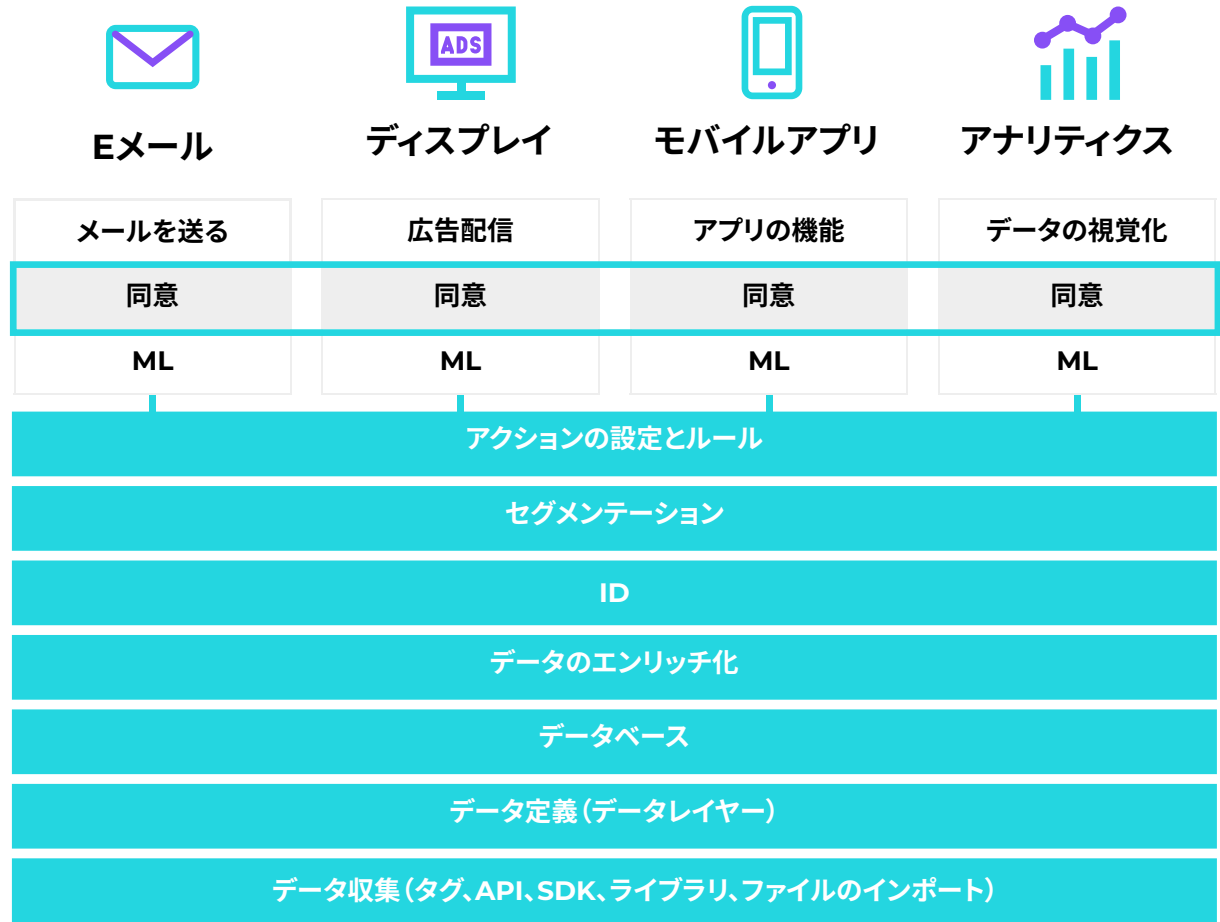 ADS
Eメール
ディスプレイ
モバイルアプリ
アナリティクス
メールを送る
広告配信
アプリの機能
データの視覚化
同意
同意
同意
同意
ML
ML
ML
ML
アクションの設定とルール
セグメンテーション
ID
データのエンリッチ化
データベース
データ定義(データレイヤー)
データ収集(タグ、API、SDK、ライブラリ、ファイルのインポート)